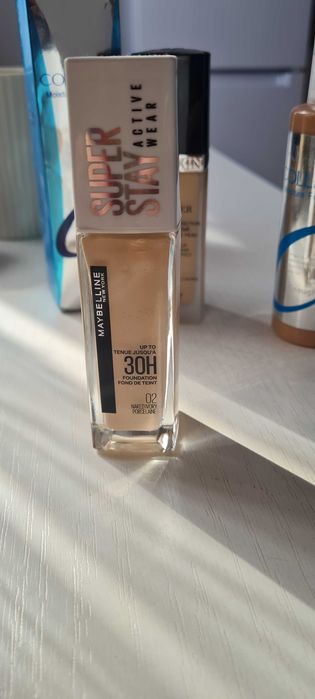 SUPER
STAY
ACTIVE
WEAR
MAYBELLINE
NEW YORK
UP TO
TENUE JUSQU'A
30H
FOUNDATION
FOND DE TEINT
02
NAKED IVORY
PORCELAINE
CO